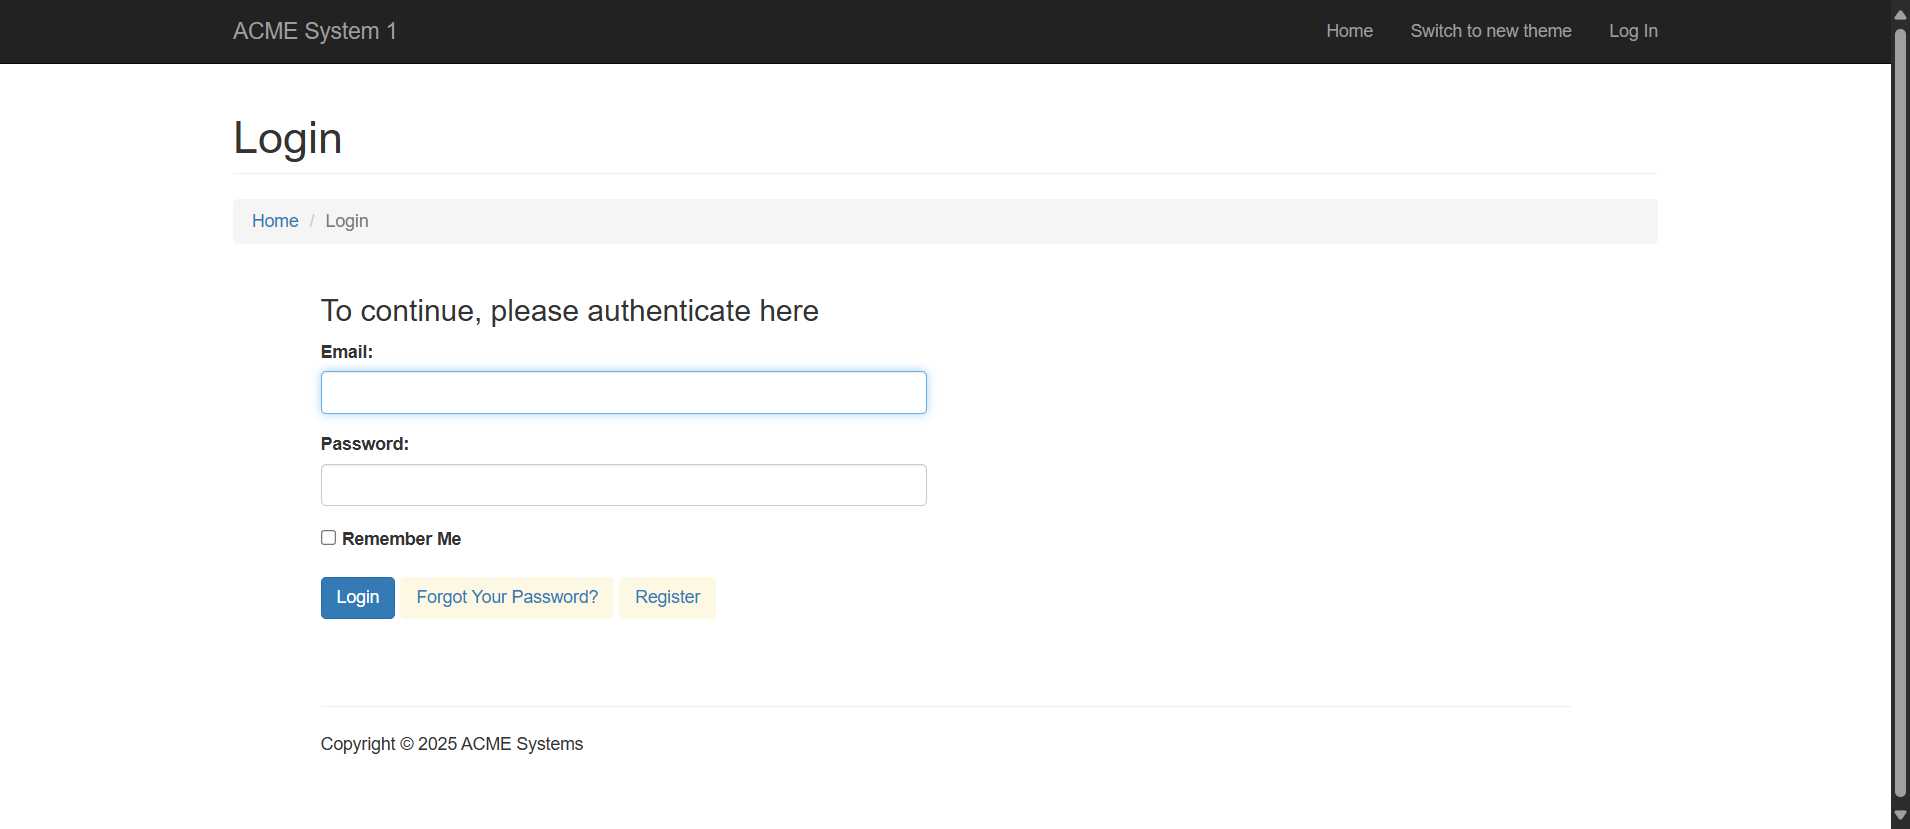 ACME System 1 Home Switch to new theme Log In
Login
Home / Login
To continue, please authenticate here
Email:
Password:
Remember Me
Login Forgot Your Password? Register
Copyright © 2025 ACME Systems